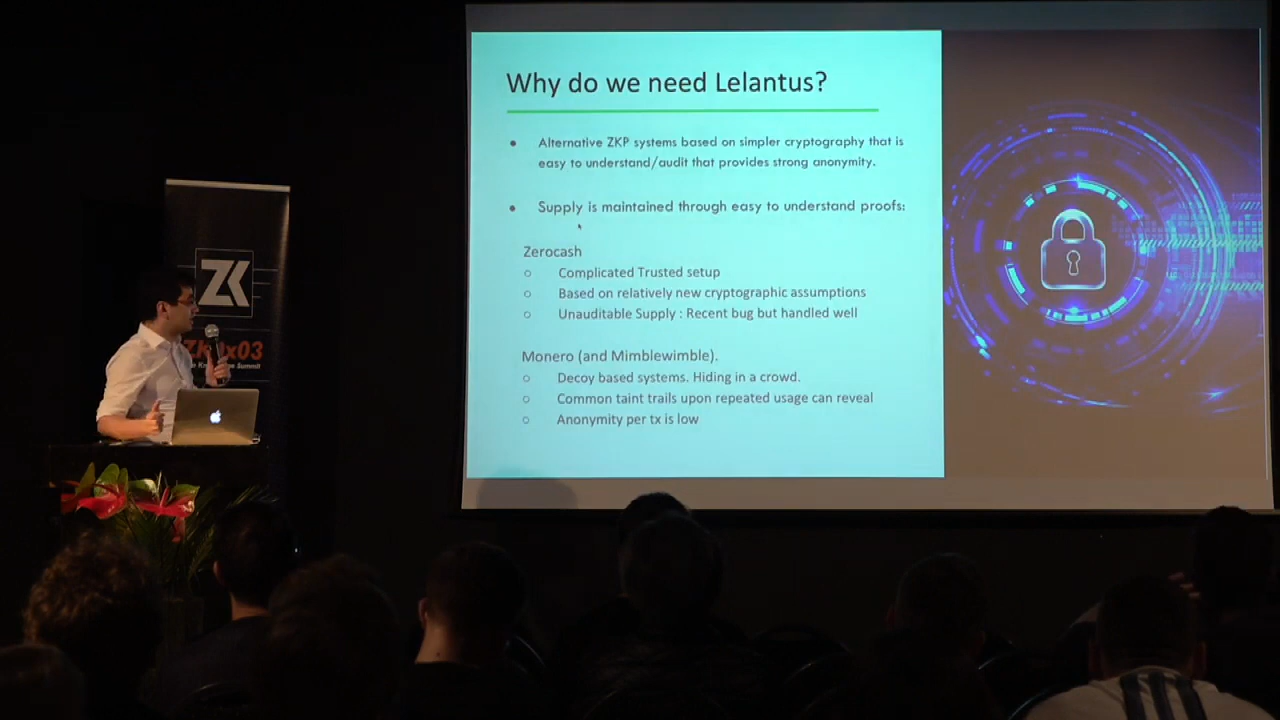 Why do we need Lelantus?
Alternative ZKP systems based on simpler cryptography that is
easy to understand/audit that provides strong anonymity.
Supply is maintained through easy to understand proofs:
Zerocash
Complicated Trusted setup
Based on relatively new cryptographic assumptions
Unauditable Supply : Recent bug but handled well
Monero (and Mimblewimble).
Decoy based systems. Hiding in a crowd.
Common taint trails upon repeated usage can reveal
Anonymity per tx is low
ZK
x03
Summit